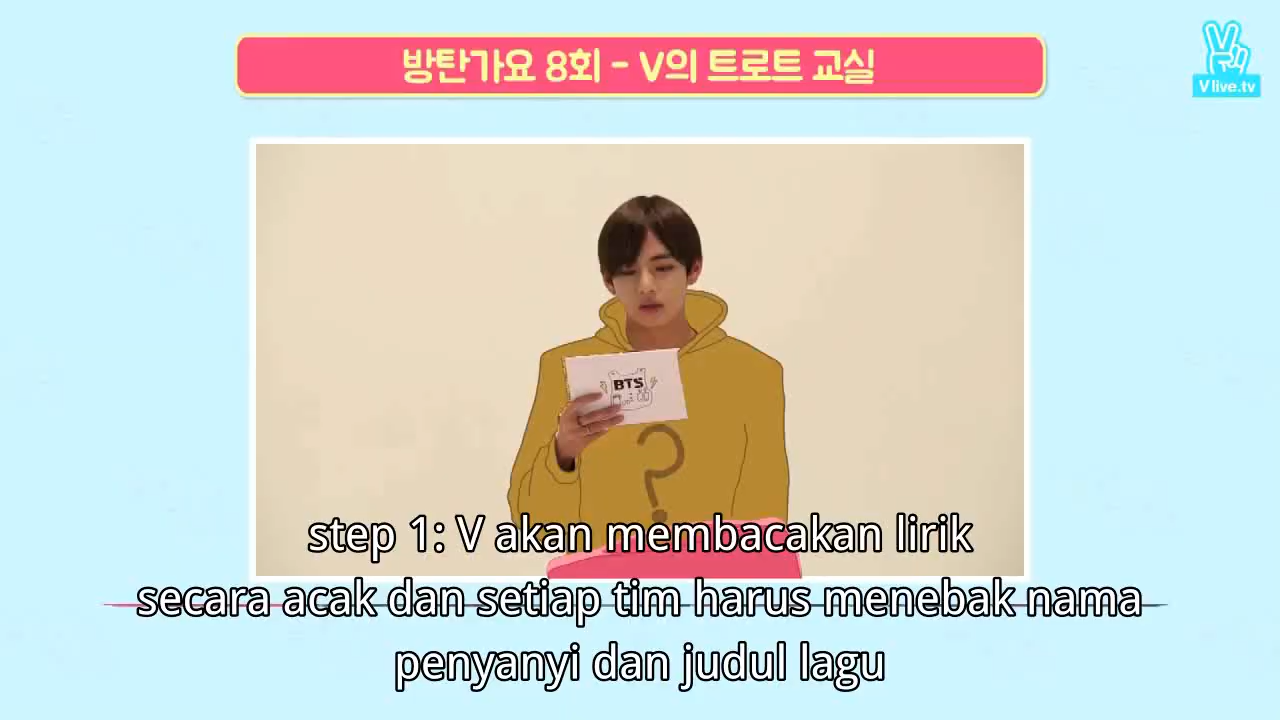 방탄가요 8회 - V의 트로트 교실
V
Vlive.tv
BTS
?
step 1: V akan membacakan lirik
secara acak dan setiap tim harus menebak nama
penyanyi dan judul lagu